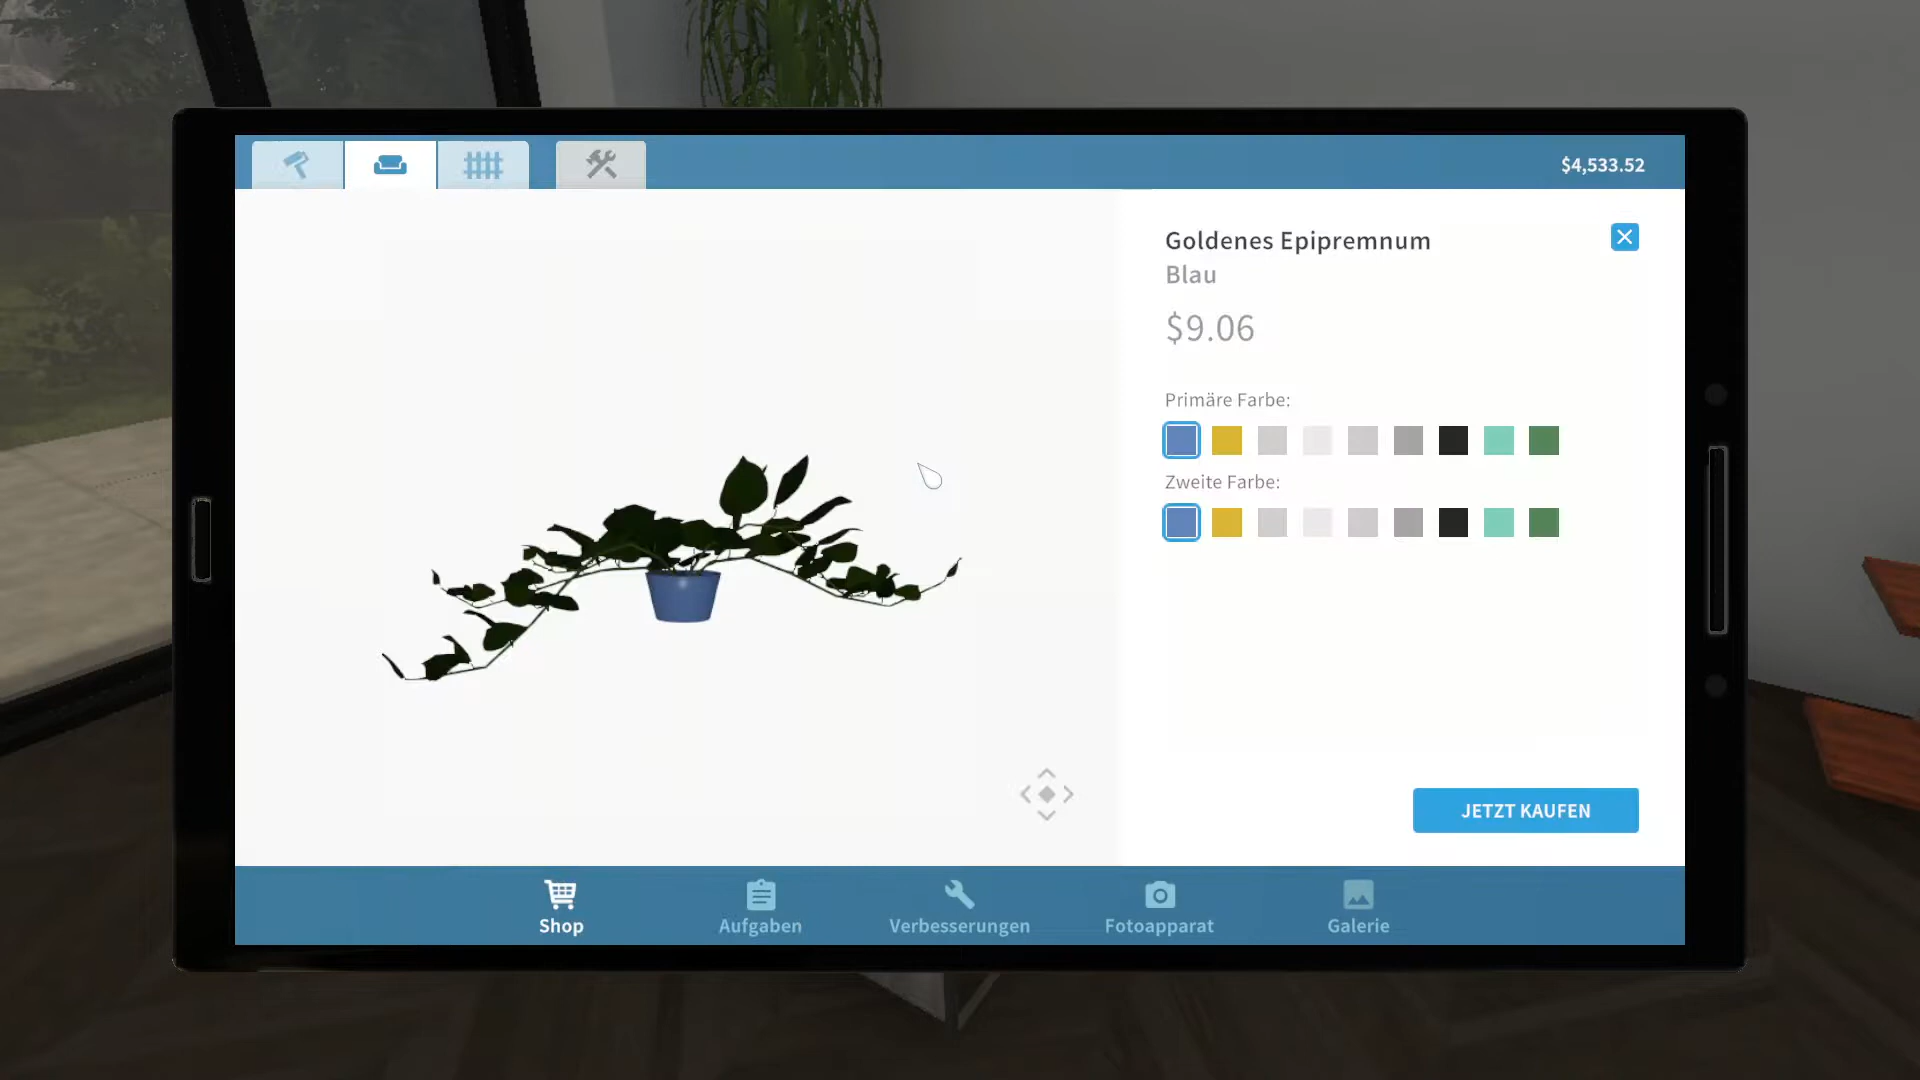 $4,533.52
Goldenes Epipremnum
Blau
$9.06
Primäre Farbe:
Zweite Farbe:
JETZT KAUFEN
Shop
Aufgaben
Verbesserungen
Fotoapparat
Galerie